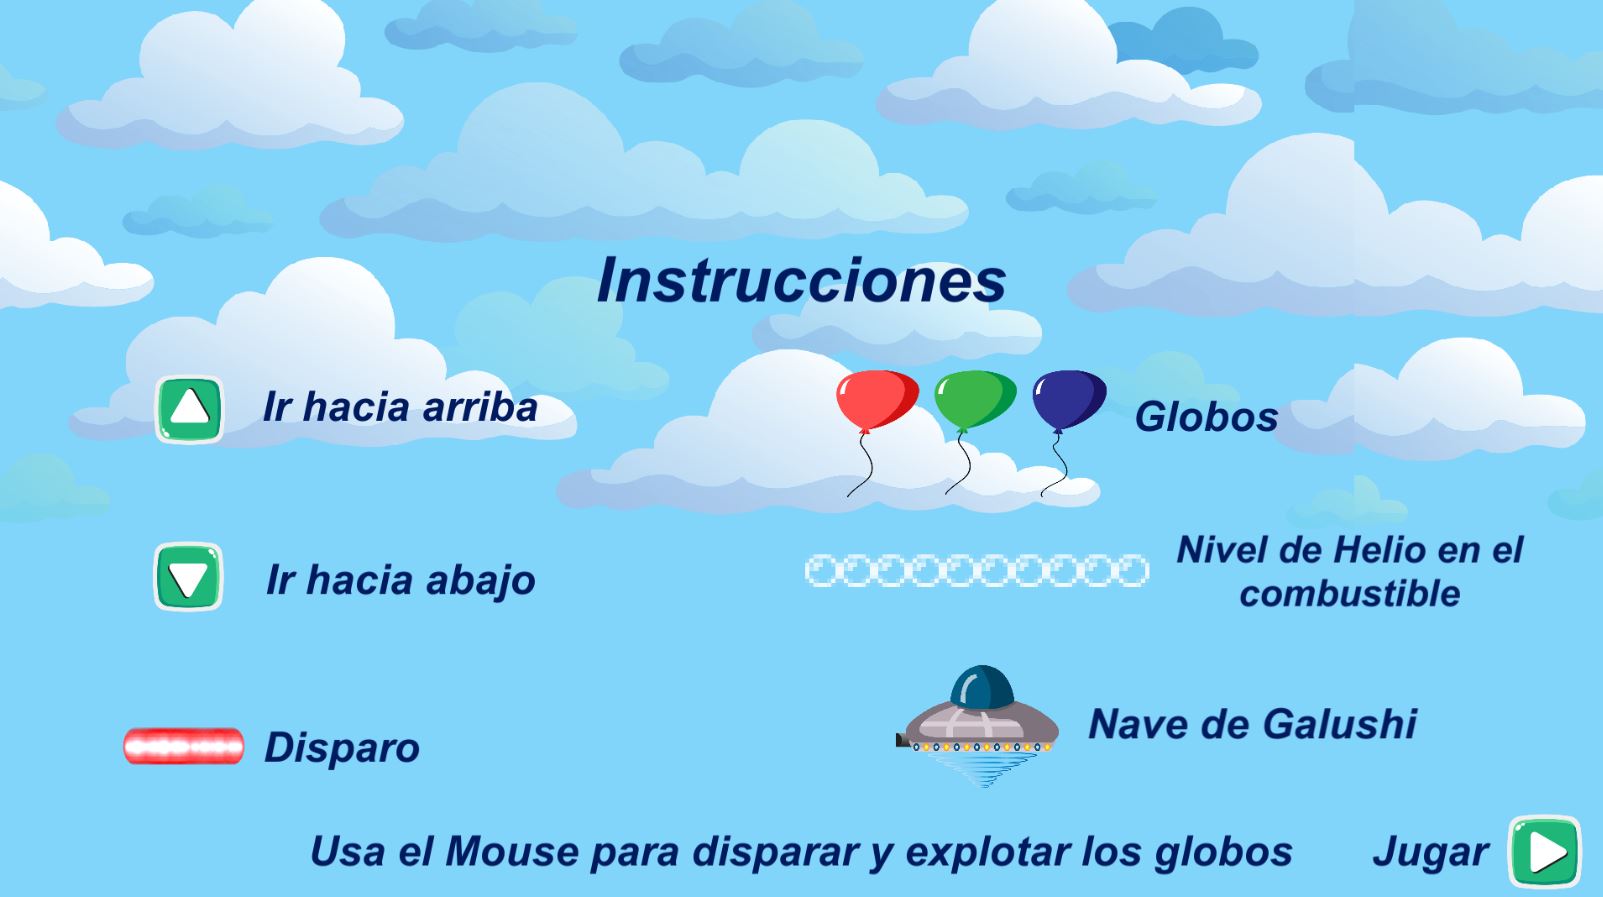 Instrucciones
Ir hacia arriba
Globos
Ir hacia abajo
Nivel de Helio en el
combustible
Disparo
Nave de Galushi
Usa el Mouse para disparar y explotar los globos
Jugar